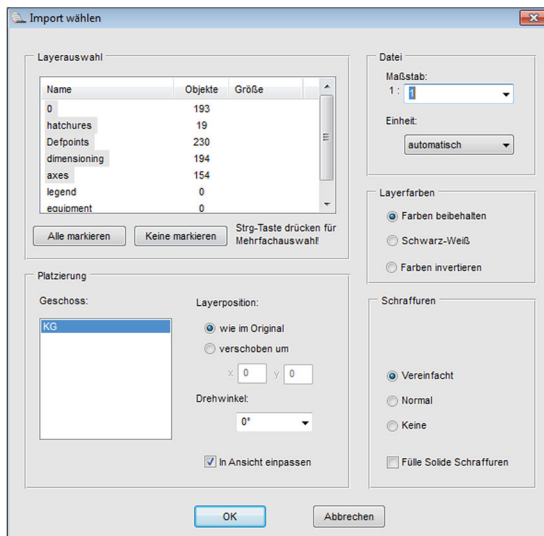 Import wählen
Layerauswahl
Name Objekte Größe
0 193
hatchures 19
Defpoints 230
dimensioning 194
axes 154
legend 0
equipment 0
Alle markieren
Keine markieren
Strg-Taste drücken für
Mehrfachauswahl!
Datei
Maßstab:
1 : 1
Einheit:
automatisch
Layerfarben
Farben beibehalten
Schwarz-Weiß
Farben invertieren
Platzierung
Geschoss:
KG
Layerposition:
wie im Original
verschoben um
x 0 y 0
Drehwinkel:
0°
In Ansicht einpassen
Schraffuren
Vereinfacht
Normal
Keine
Fülle Solide Schraffuren
OK
Abbrechen